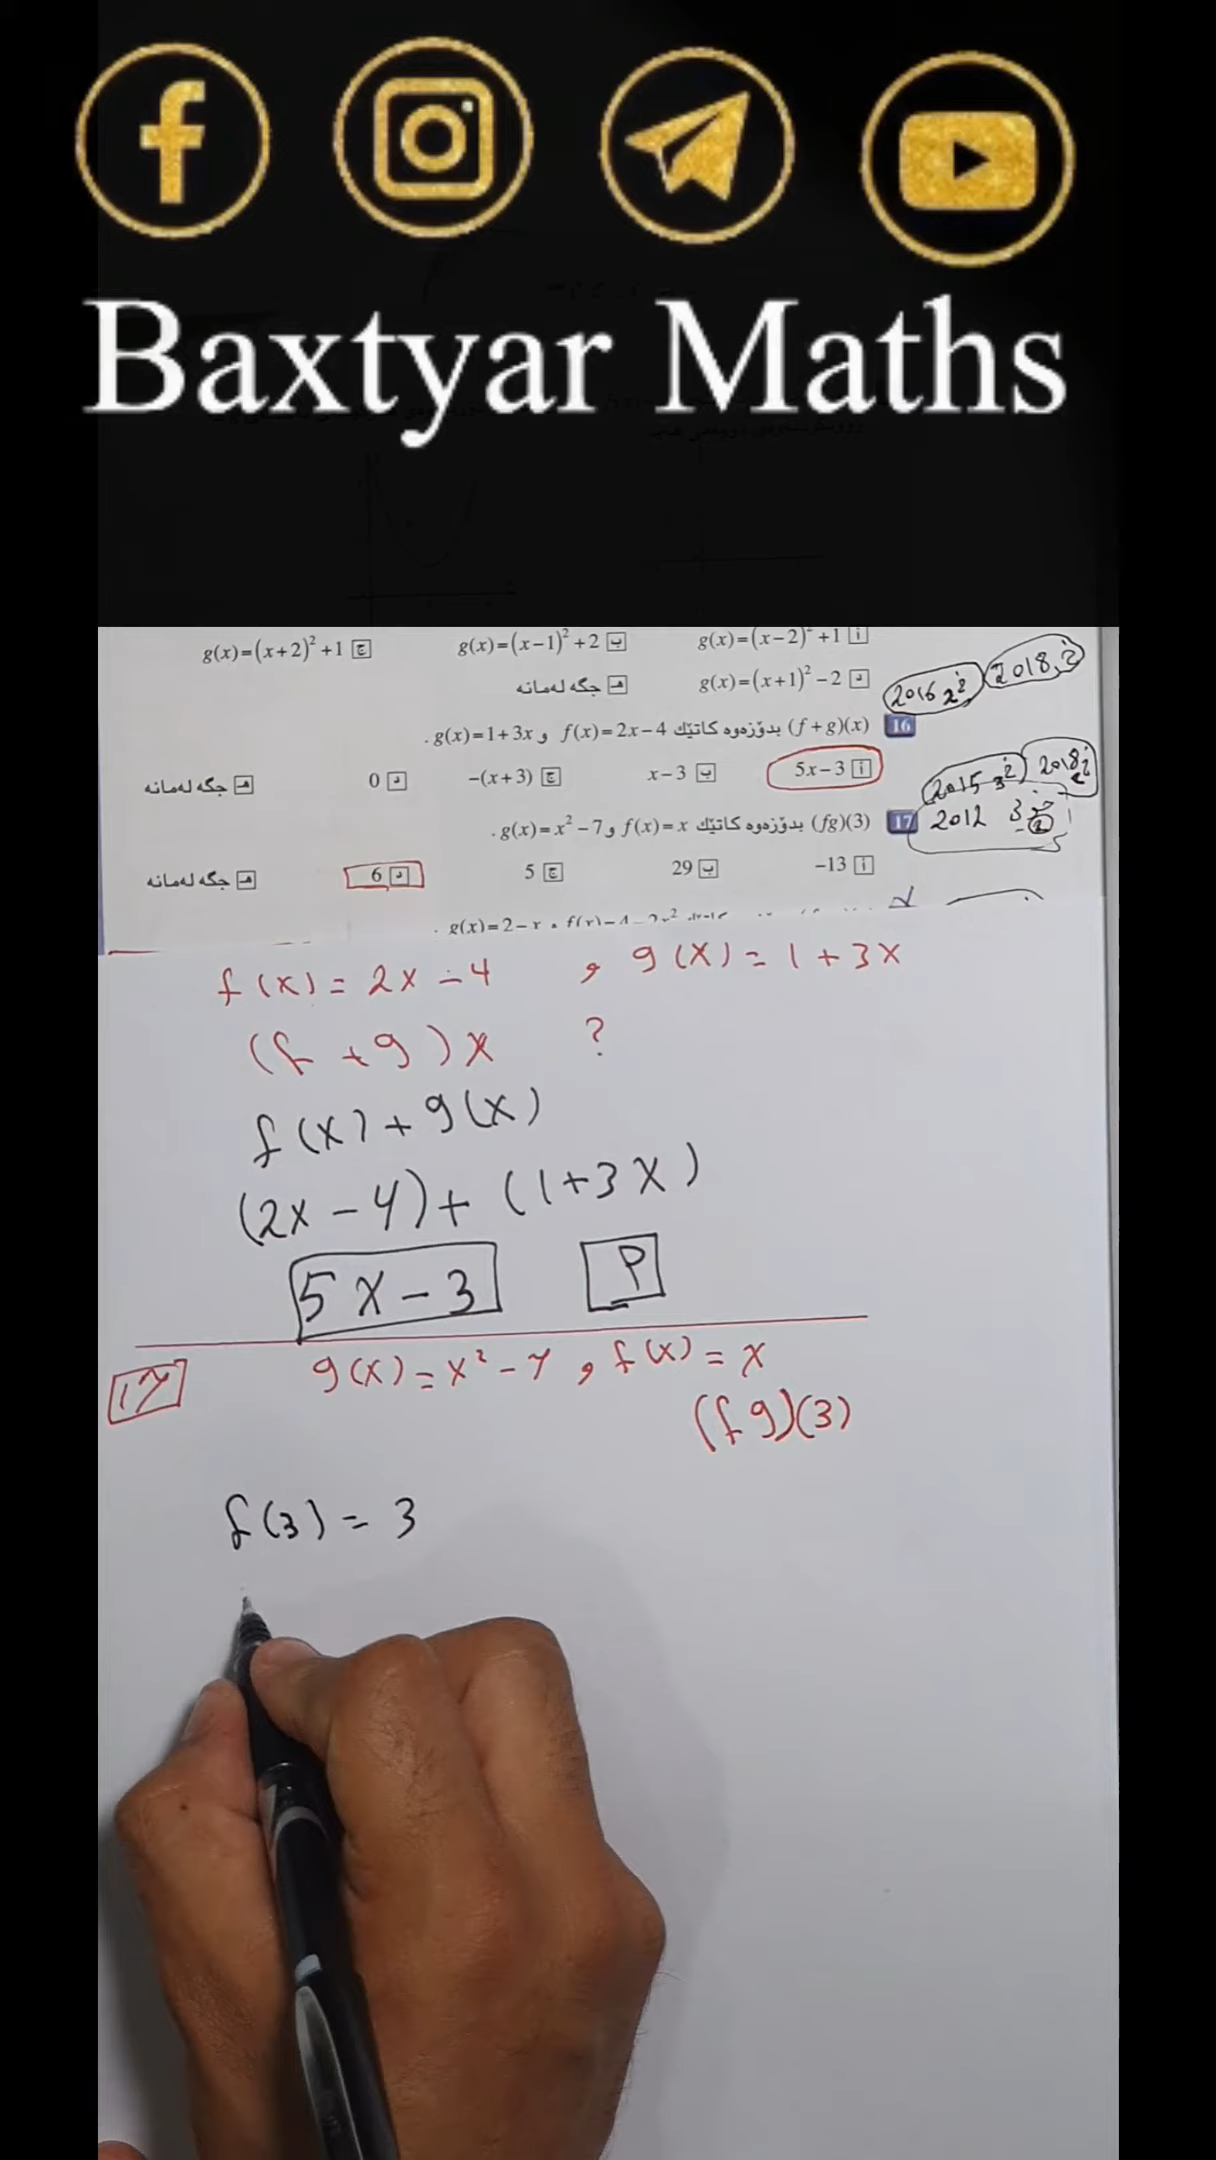 Baxtyar Maths
g(x)=(x−2)²+1 أ g(x)=(x−1)²+2 ب g(x)=(x+2)²+1 ج
g(x)=(x+1)²−2 د جگە لەمانە هـ
2016 2018
16 (f+g)(x) بدۆزەوە کاتێك f(x)=2x−4 و g(x)=1+3x .
5x−3 أ x−3 ب −(x+3) ج 0 د جگە لەمانە هـ
2015 2018
17 (fg)(3) بدۆزەوە کاتێك f(x)=x و g(x)=x²−7 .
2012
−13 أ 29 ب 5 ج 6 د جگە لەمانە هـ
f(x)=2x−4 , g(x)=1+3x
(f+g)x ?
f(x)+g(x)
(2x−4)+(1+3x)
5x−3 أ
17 g(x)=x²−7 , f(x)=x
(fg)(3)
f(3)=3